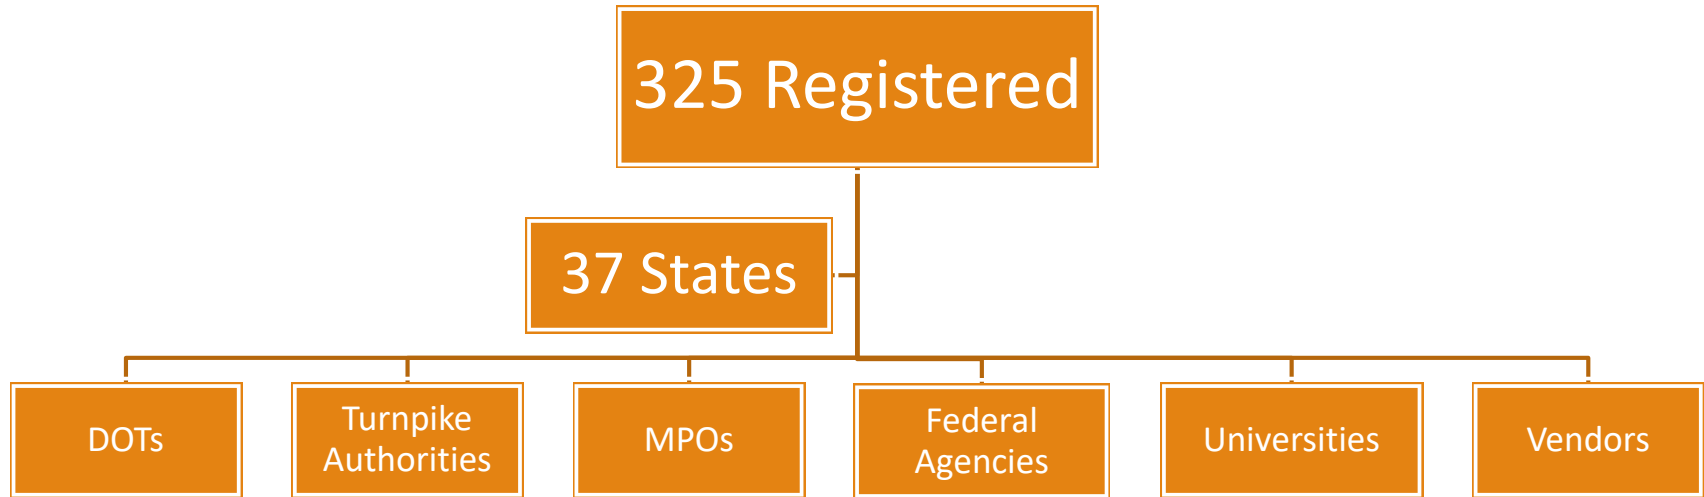 325 Registered
37 States
DOTs
Turnpike
Authorities
MPOs
Federal
Agencies
Universities
Vendors